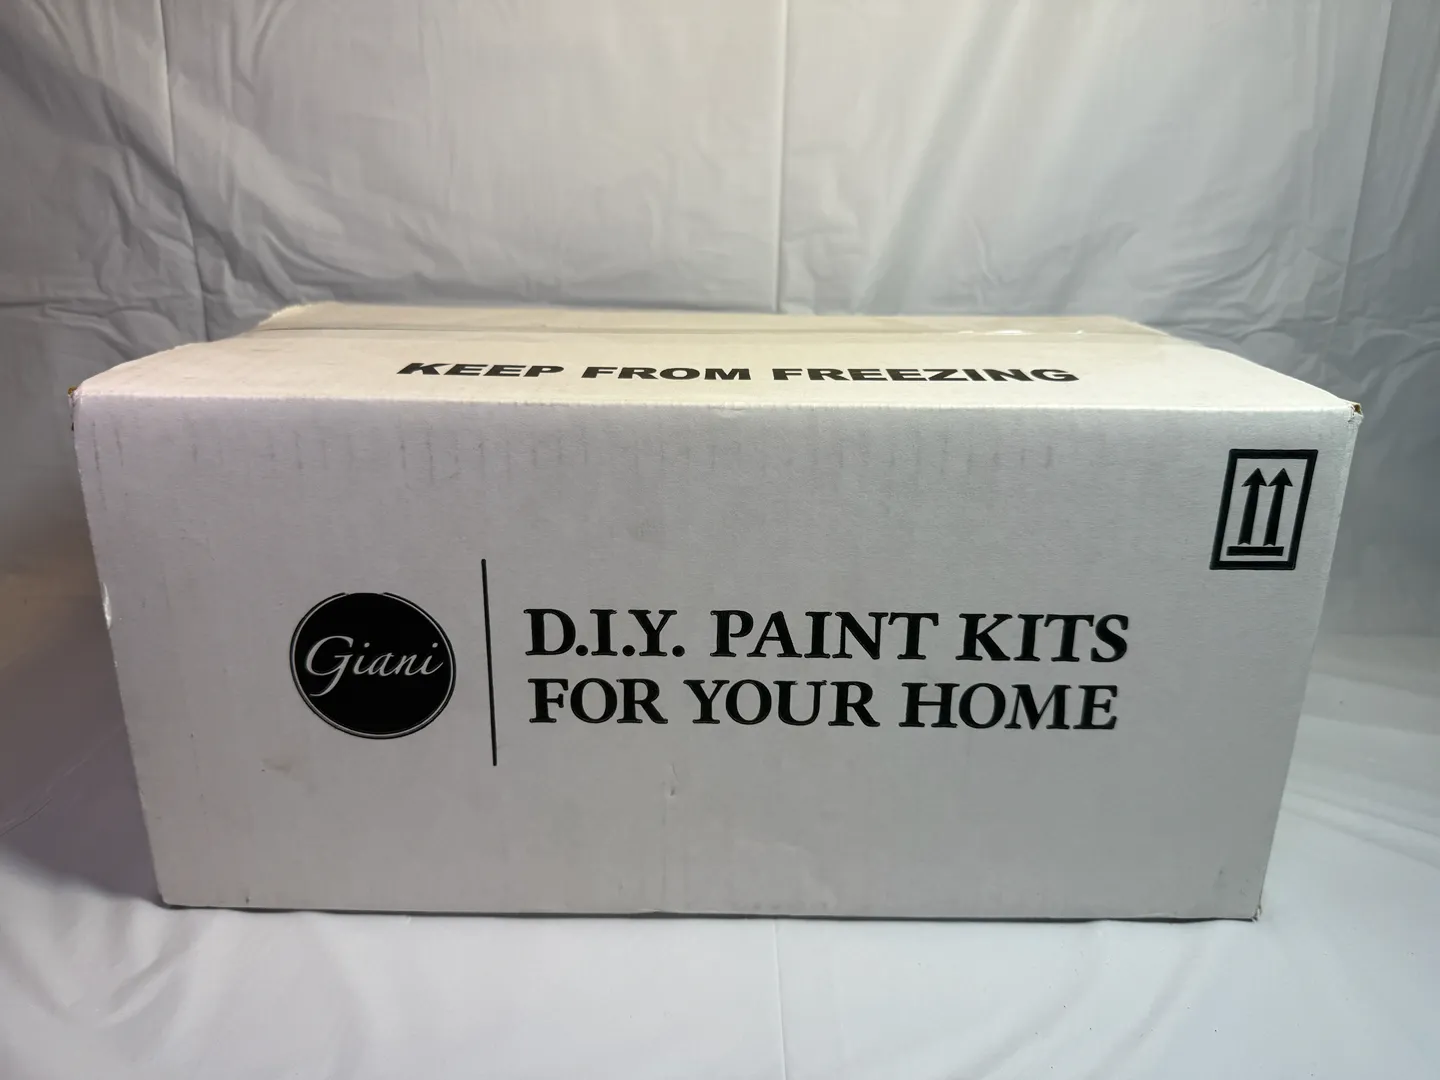 KEEP FROM FREEZING
Giani
D.I.Y. PAINT KITS
FOR YOUR HOME